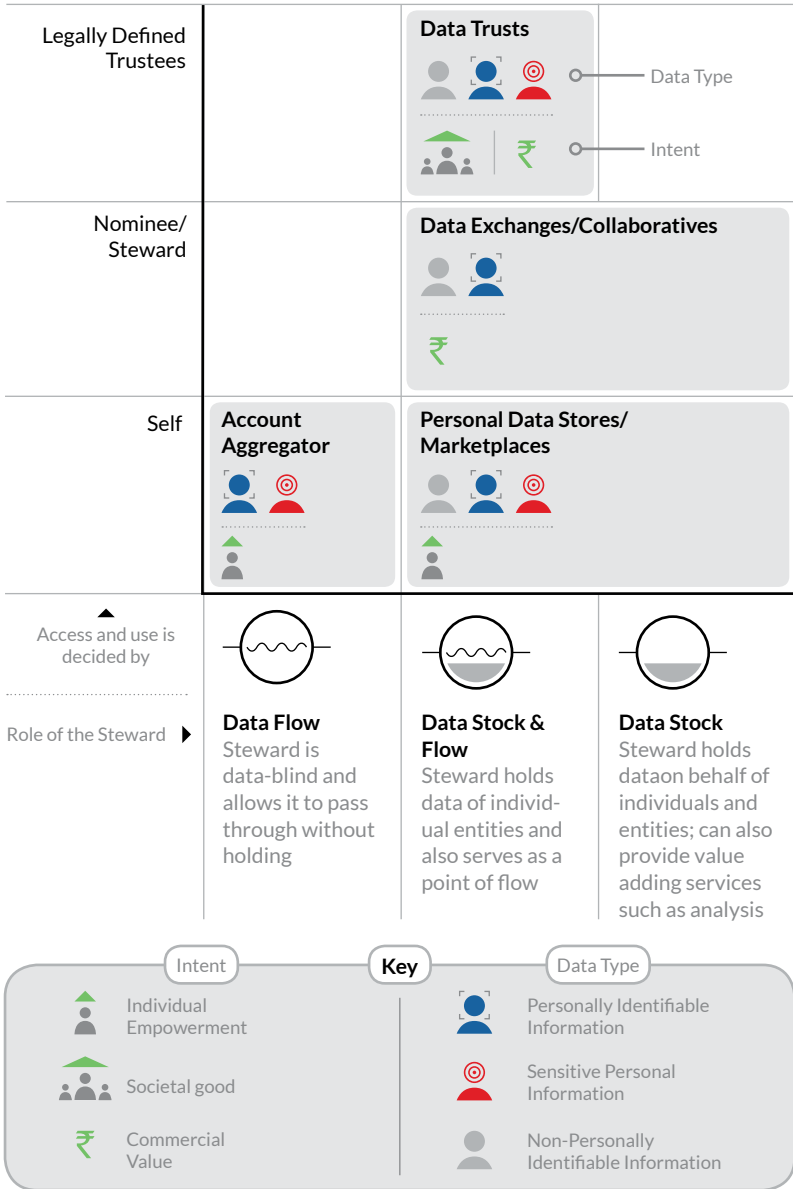 Legally Defined
Trustees
Data Trusts
Data Type
₹
Intent
Nominee/
Steward
Data Exchanges/Collaboratives
₹
Self
Account
Aggregator
Personal Data Stores/
Marketplaces
Access and use is
decided by
Role of the Steward
Data Flow
Steward is
data-blind and
allows it to pass
through without
holding
Data Stock &
Flow
Steward holds
data of individ-
ual entities and
also serves as a
point of flow
Data Stock
Steward holds
dataon behalf of
individuals and
entities; can also
provide value
adding services
such as analysis
Intent
Key
Data Type
Individual
Empowerment
Societal good
₹
Commercial
Value
Personally Identifiable
Information
Sensitive Personal
Information
Non-Personally
Identifiable Information